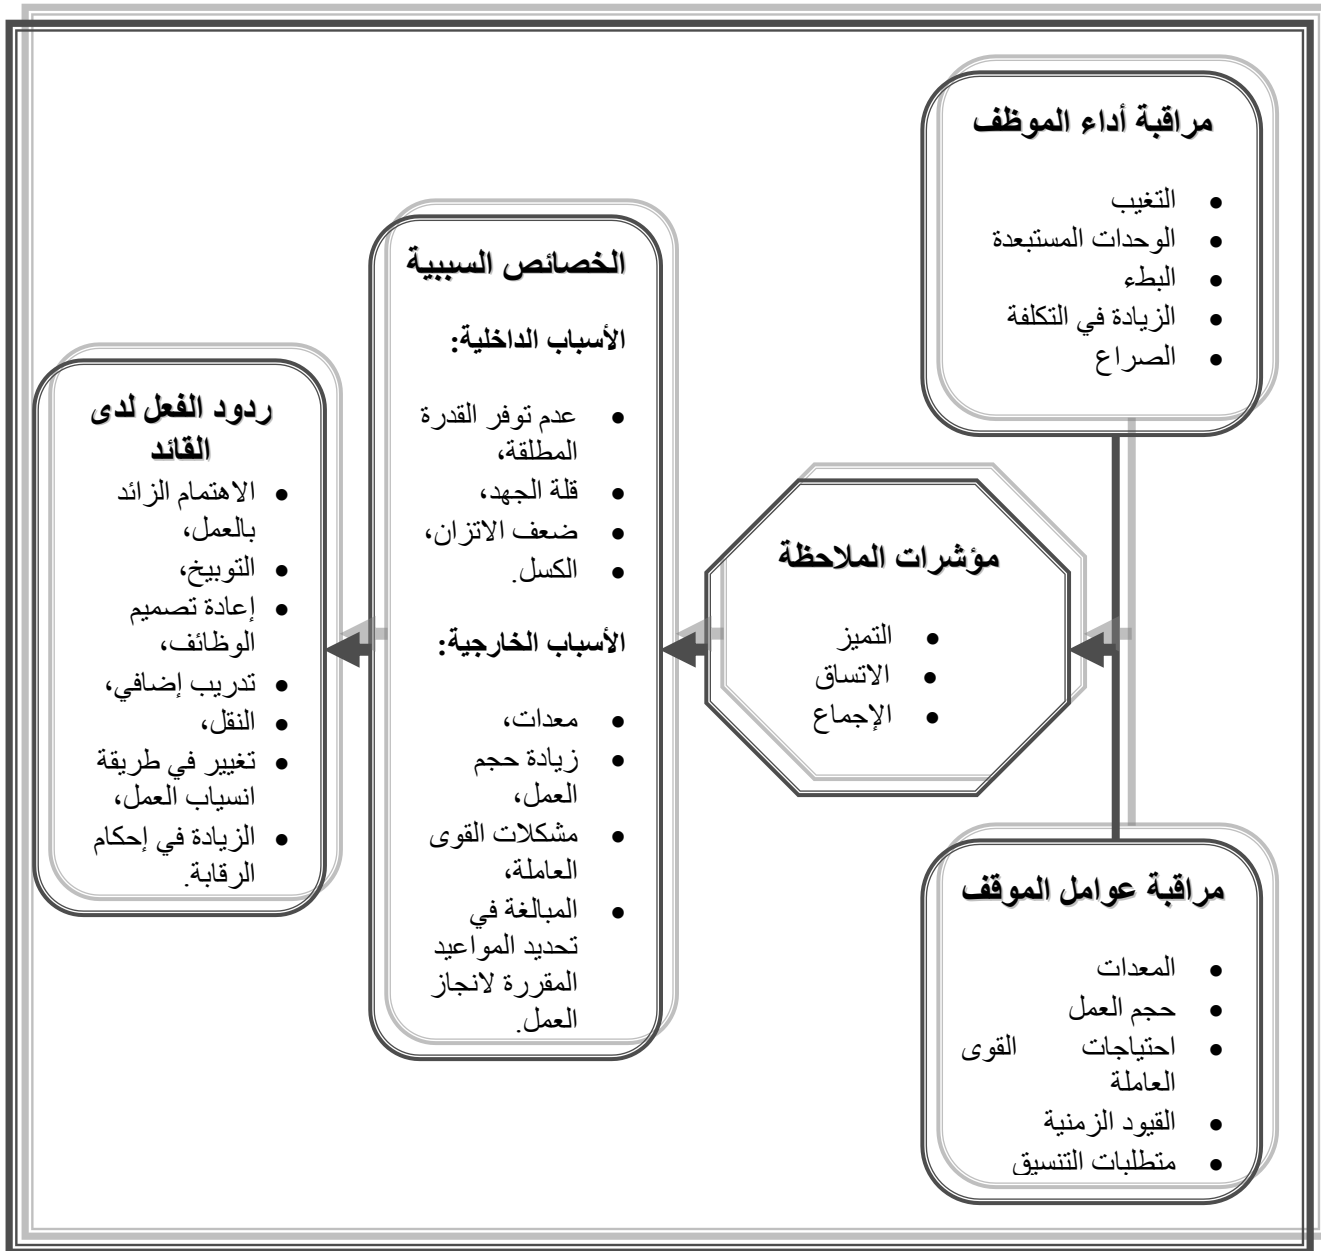 مراقبة أداء الموظف
• التغيب
• الوحدات المستبعدة
• البطء
• الزيادة في التكلفة
• الصراع
مراقبة عوامل الموقف
• المعدات
• حجم العمل
• احتياجات القوى
العاملة
• القيود الزمنية
• متطلبات التنسيق
مؤشرات الملاحظة
• التميز
• الاتساق
• الإجماع
الخصائص السببية
الأسباب الداخلية:
• عدم توفر القدرة
المطلقة،
• قلة الجهد،
• ضعف الاتزان،
• الكسل.
الأسباب الخارجية:
• معدات،
• زيادة حجم
العمل،
• مشكلات القوى
العاملة،
• المبالغة في
تحديد المواعيد
المقررة لانجاز
العمل.
ردود الفعل لدى
القائد
• الاهتمام الزائد
بالعمل،
• التوبيخ،
• إعادة تصميم
الوظائف،
• تدريب إضافي،
• النقل،
• تغيير في طريقة
انسياب العمل،
• الزيادة في إحكام
الرقابة.